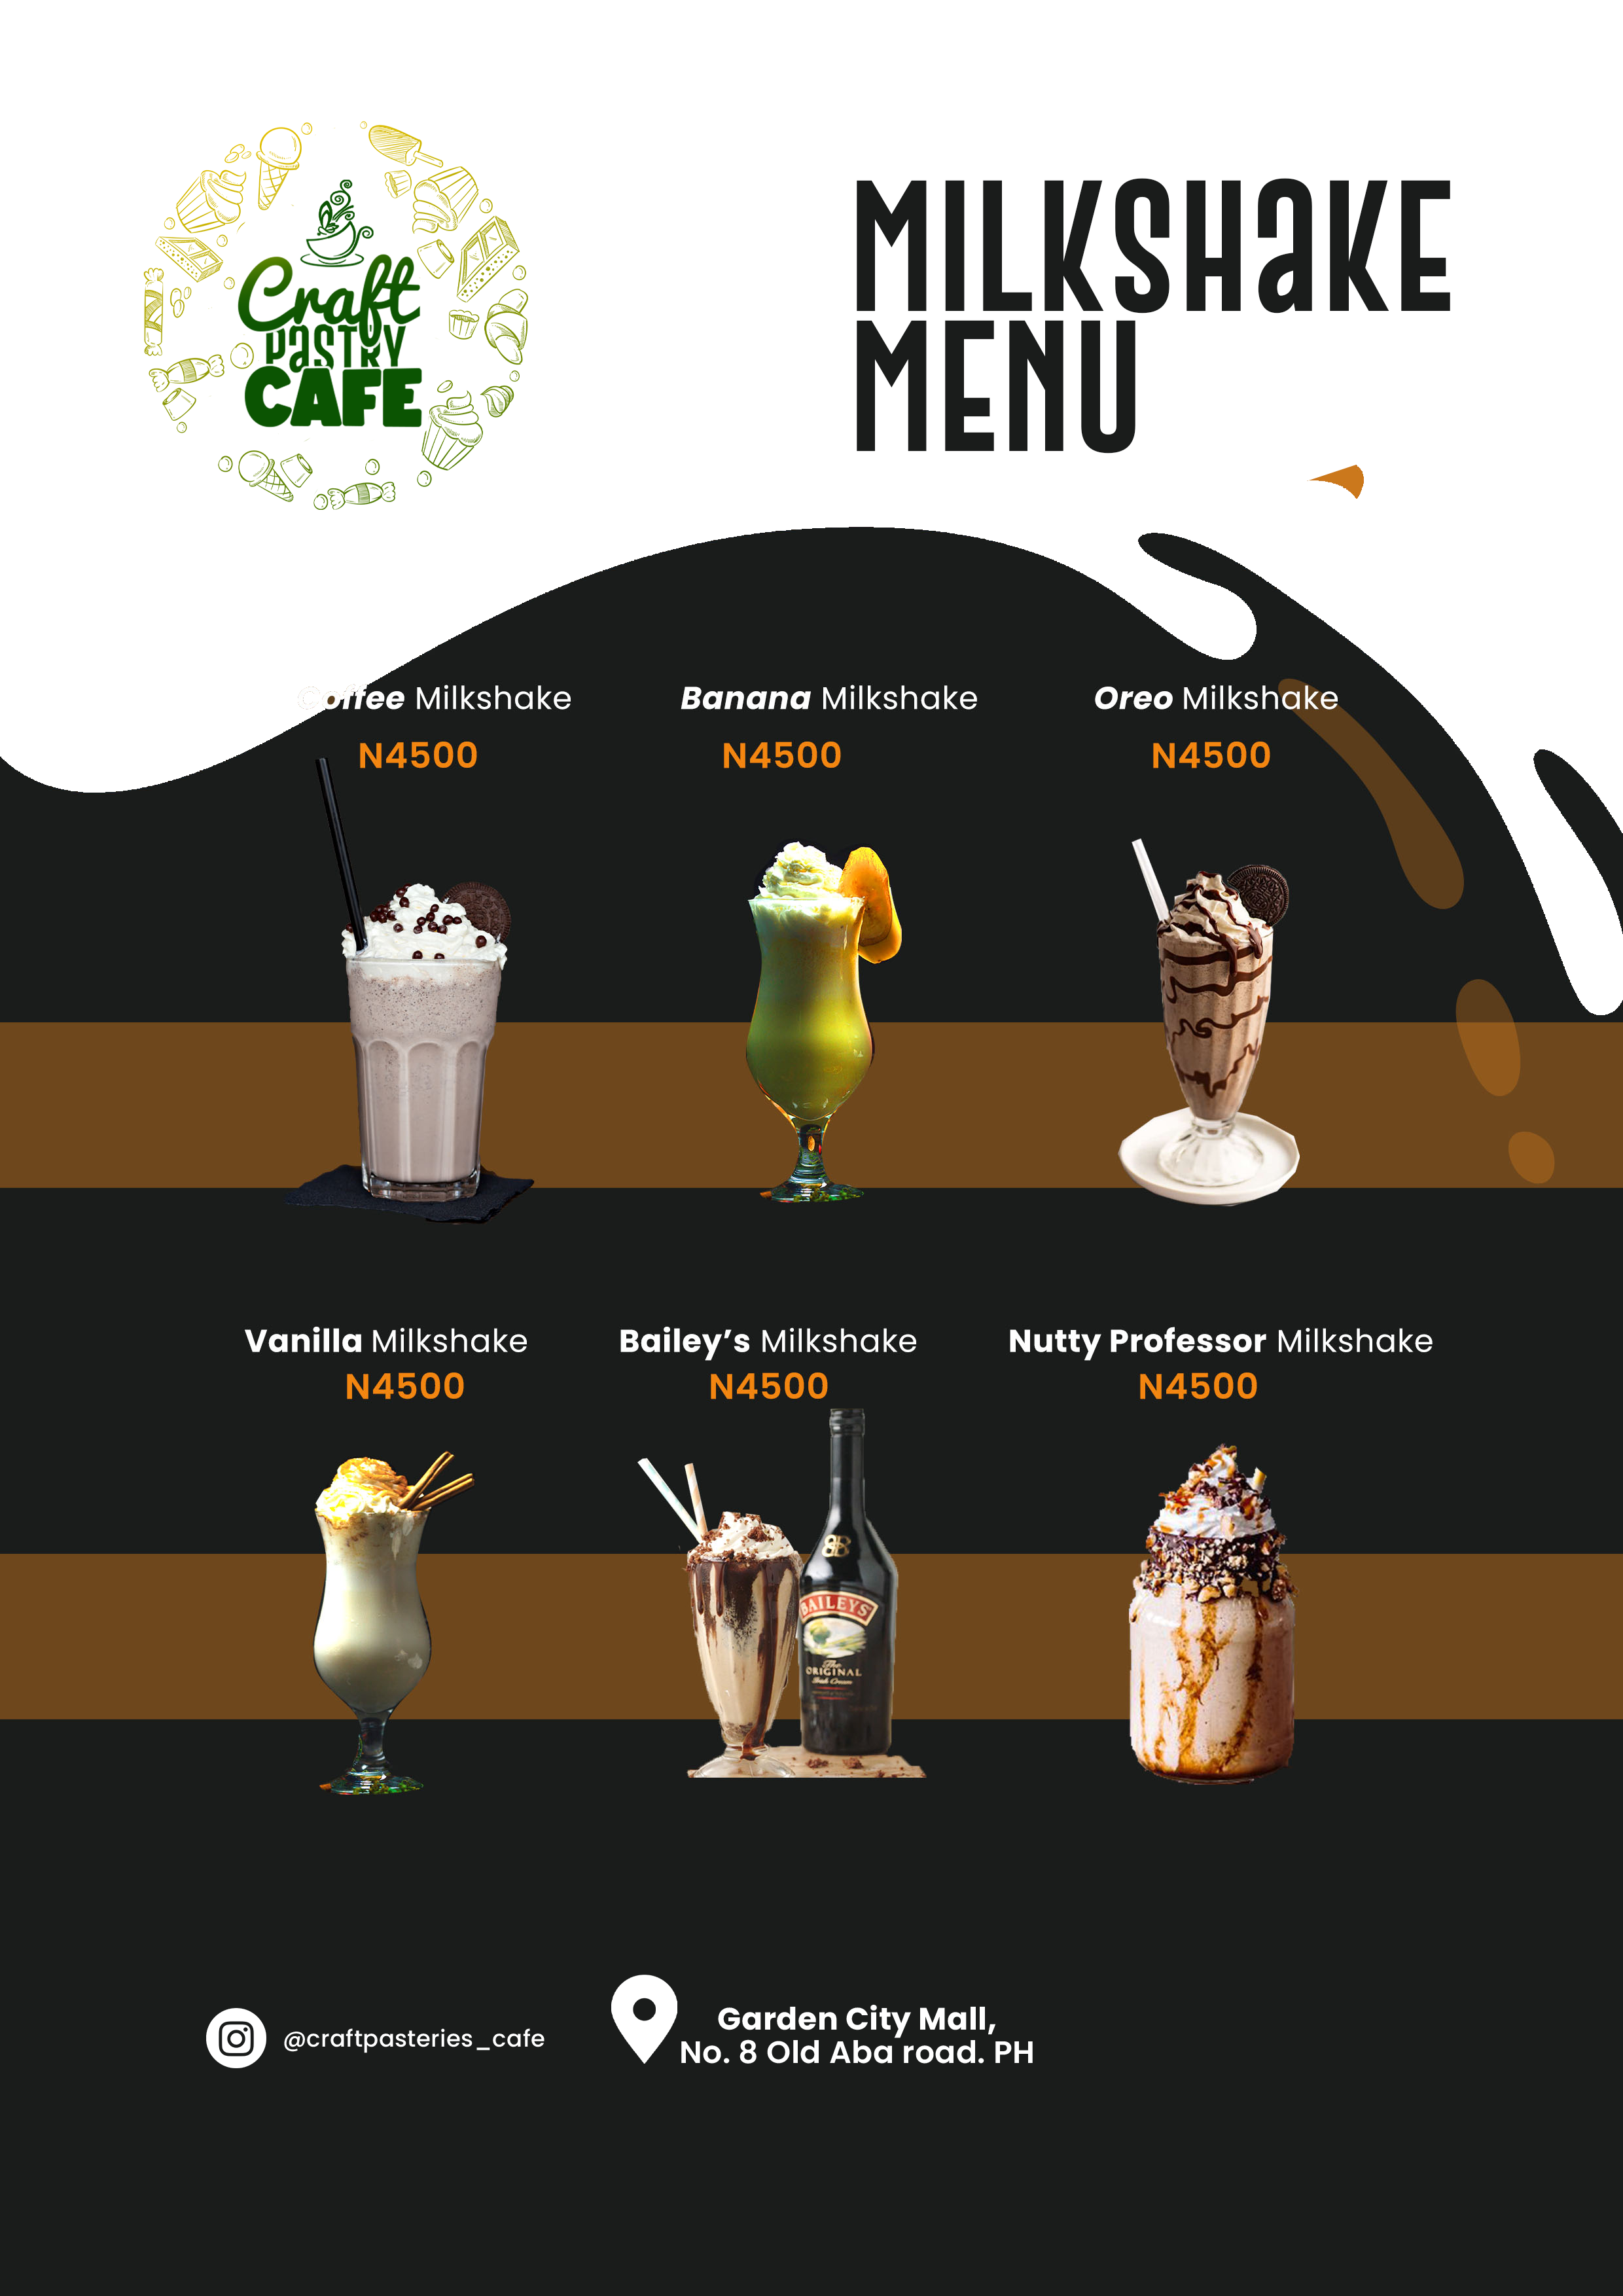 Craft
PASTRY
CAFE
MILKSHAKE
MENU
Coffee Milkshake
N4500
Banana Milkshake
N4500
Oreo Milkshake
N4500
Vanilla Milkshake
N4500
Bailey’s Milkshake
N4500
Nutty Professor Milkshake
N4500
BAILEYS
The
ORIGINAL
Irish Cream
@craftpasteries_cafe
Garden City Mall,
No. 8 Old Aba road. PH